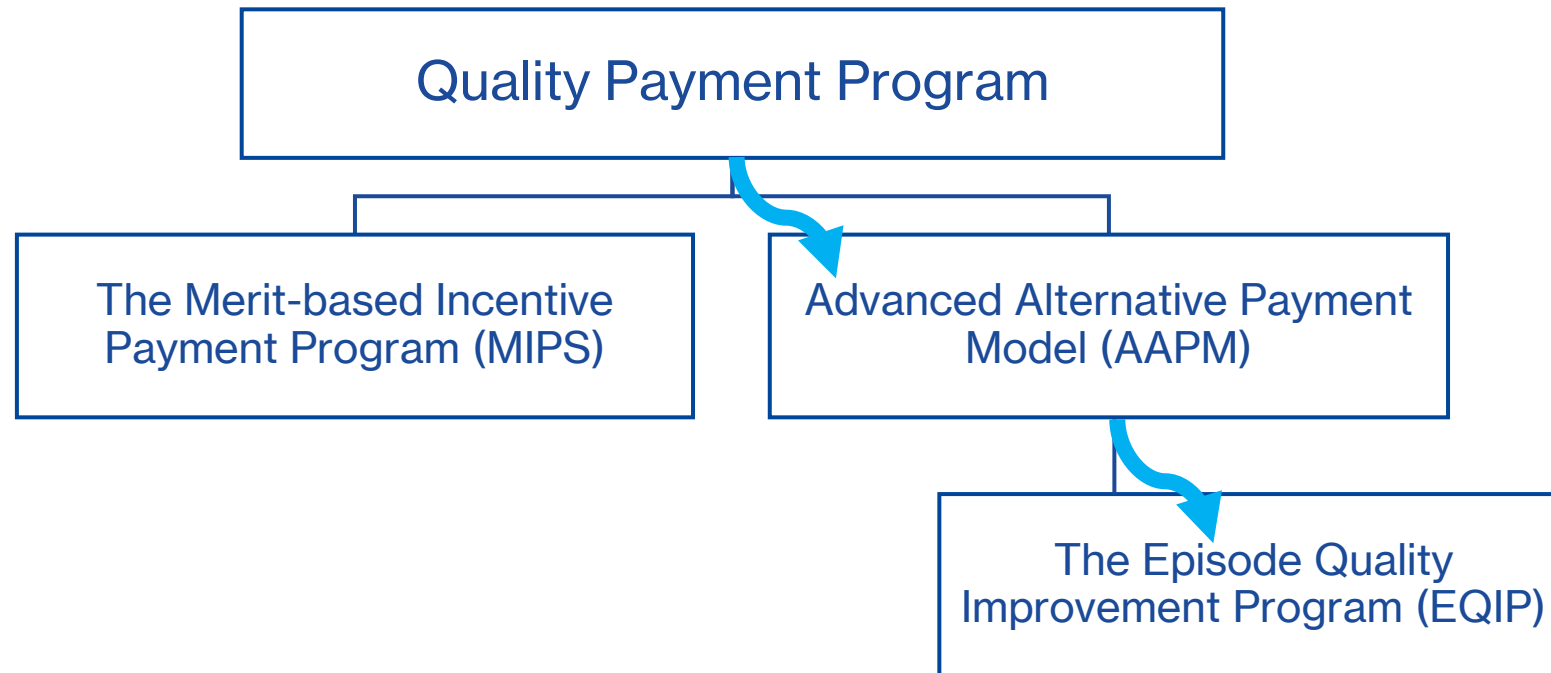 Quality Payment Program
The Merit-based Incentive
Payment Program (MIPS)
Advanced Alternative Payment
Model (AAPM)
The Episode Quality
Improvement Program (EQIP)